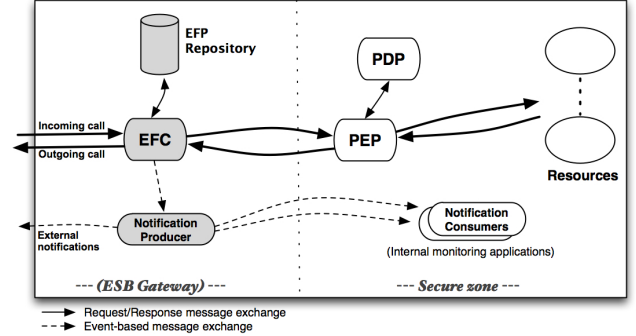 EFP
Repository
PDP
Incoming call
EFC
PEP
Outgoing call
Resources
Notification
Producer
Notification
Consumers
External
notifications
(Internal monitoring applications)
--- (ESB Gateway) ---
--- Secure zone ---
Request/Response message exchange
Event-based message exchange